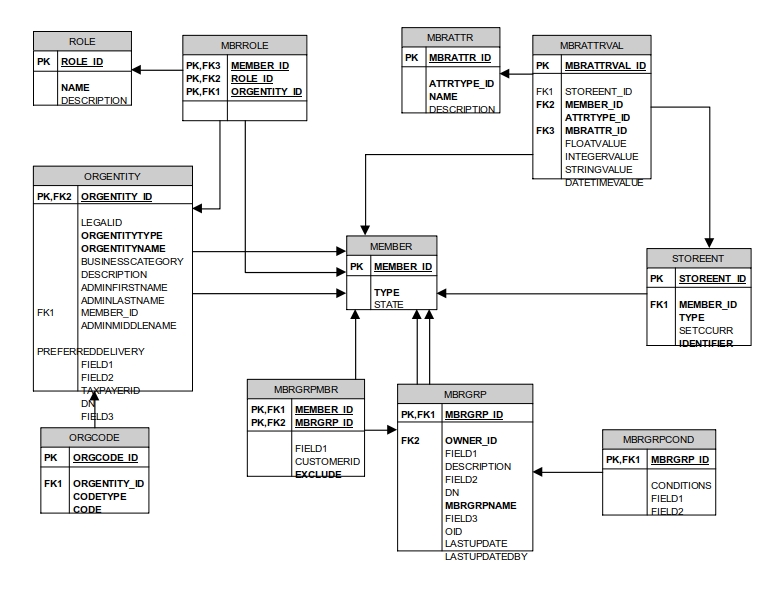 ROLE
PK ROLE_ID
NAME
DESCRIPTION
MBRROLE
PK,FK3 MEMBER_ID
PK,FK2 ROLE_ID
PK,FK1 ORGENTITY_ID
MBRATTR
PK MBRATTR_ID
ATTRTYPE_ID
NAME
DESCRIPTION
MBRATTRVAL
PK MBRATTRVAL_ID
FK1 STOREENT_ID
FK2 MEMBER_ID
ATTRTYPE_ID
FK3 MBRATTR_ID
FLOATVALUE
INTEGERVALUE
STRINGVALUE
DATETIMEVALUE
ORGENTITY
PK,FK2 ORGENTITY_ID
LEGALID
ORGENTITYTYPE
ORGENTITYNAME
BUSINESSCATEGORY
DESCRIPTION
ADMINFIRSTNAME
ADMINLASTNAME
FK1 MEMBER_ID
ADMINMIDDLENAME
PREFERREDDELIVERY
FIELD1
FIELD2
TAXPAYERID
DN
FIELD3
MEMBER
PK MEMBER_ID
TYPE
STATE
STOREENT
PK STOREENT_ID
FK1 MEMBER_ID
TYPE
SETCCURR
IDENTIFIER
ORGCODE
PK ORGCODE_ID
FK1 ORGENTITY_ID
CODETYPE
CODE
MBRGRPMBR
PK,FK1 MEMBER_ID
PK,FK2 MBRGRP_ID
FIELD1
CUSTOMERID
EXCLUDE
MBRGRP
PK,FK1 MBRGRP_ID
FK2 OWNER_ID
FIELD1
DESCRIPTION
FIELD2
DN
MBRGRPNAME
FIELD3
OID
LASTUPDATE
LASTUPDATEDBY
MBRGRPCOND
PK,FK1 MBRGRP_ID
CONDITIONS
FIELD1
FIELD2